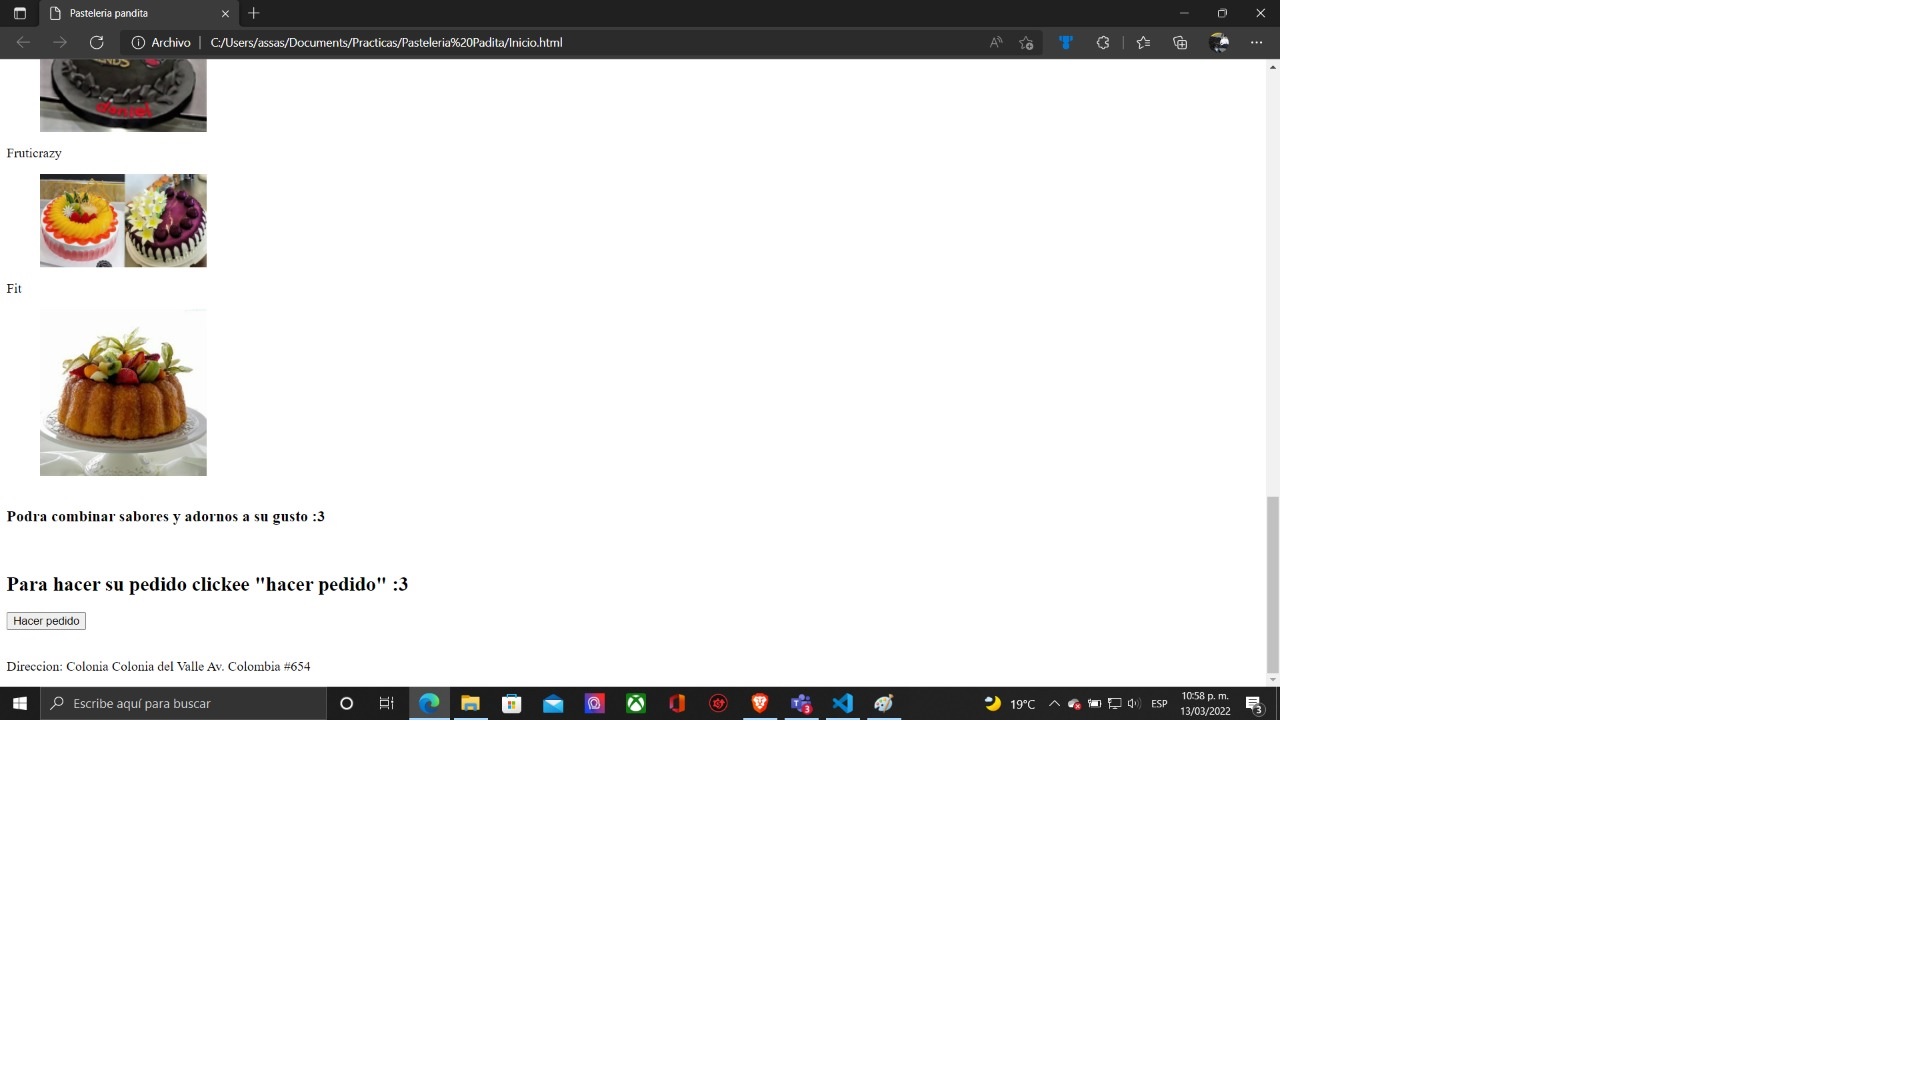 Pasteleria pandita
Archivo
C:/Users/assas/Documents/Practicas/Pasteleria%20Padita/Inicio.html
Fruticrazy
Fit
Podra combinar sabores y adornos a su gusto :3
Para hacer su pedido clickee "hacer pedido" :3
Hacer pedido
Direccion: Colonia Colonia del Valle Av. Colombia #654
Escribe aquí para buscar
3
19°C
ESP
10:58 p. m.
13/03/2022
3